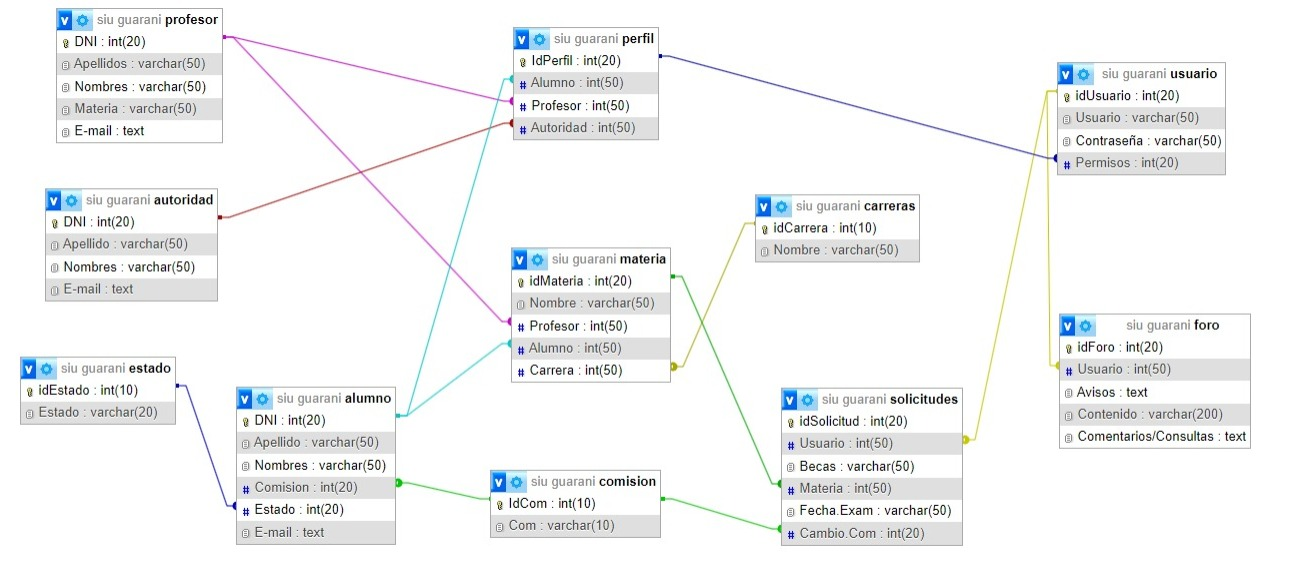 v siu guarani profesor
DNI : int(20)
Apellidos : varchar(50)
Nombres : varchar(50)
Materia : varchar(50)
E-mail : text
v siu guarani perfil
IdPerfil : int(20)
# Alumno : int(50)
# Profesor : int(50)
# Autoridad : int(50)
v siu guarani usuario
idUsuario : int(20)
Usuario : varchar(50)
Contraseña : varchar(50)
# Permisos : int(20)
v siu guarani autoridad
DNI : int(20)
Apellido : varchar(50)
Nombres : varchar(50)
E-mail : text
v siu guarani carreras
idCarrera : int(10)
Nombre : varchar(50)
v siu guarani materia
idMateria : int(20)
Nombre : varchar(50)
# Profesor : int(50)
# Alumno : int(50)
# Carrera : int(50)
v siu guarani foro
idForo : int(20)
# Usuario : int(50)
Avisos : text
Contenido : varchar(200)
Comentarios/Consultas : text
v siu guarani estado
idEstado : int(10)
Estado : varchar(20)
v siu guarani alumno
DNI : int(20)
Apellido : varchar(50)
Nombres : varchar(50)
# Comision : int(20)
# Estado : int(20)
E-mail : text
v siu guarani solicitudes
idSolicitud : int(20)
# Usuario : int(50)
Becas : varchar(50)
# Materia : int(50)
Fecha.Exam : varchar(50)
# Cambio.Com : int(20)
v siu guarani comision
IdCom : int(10)
Com : varchar(10)